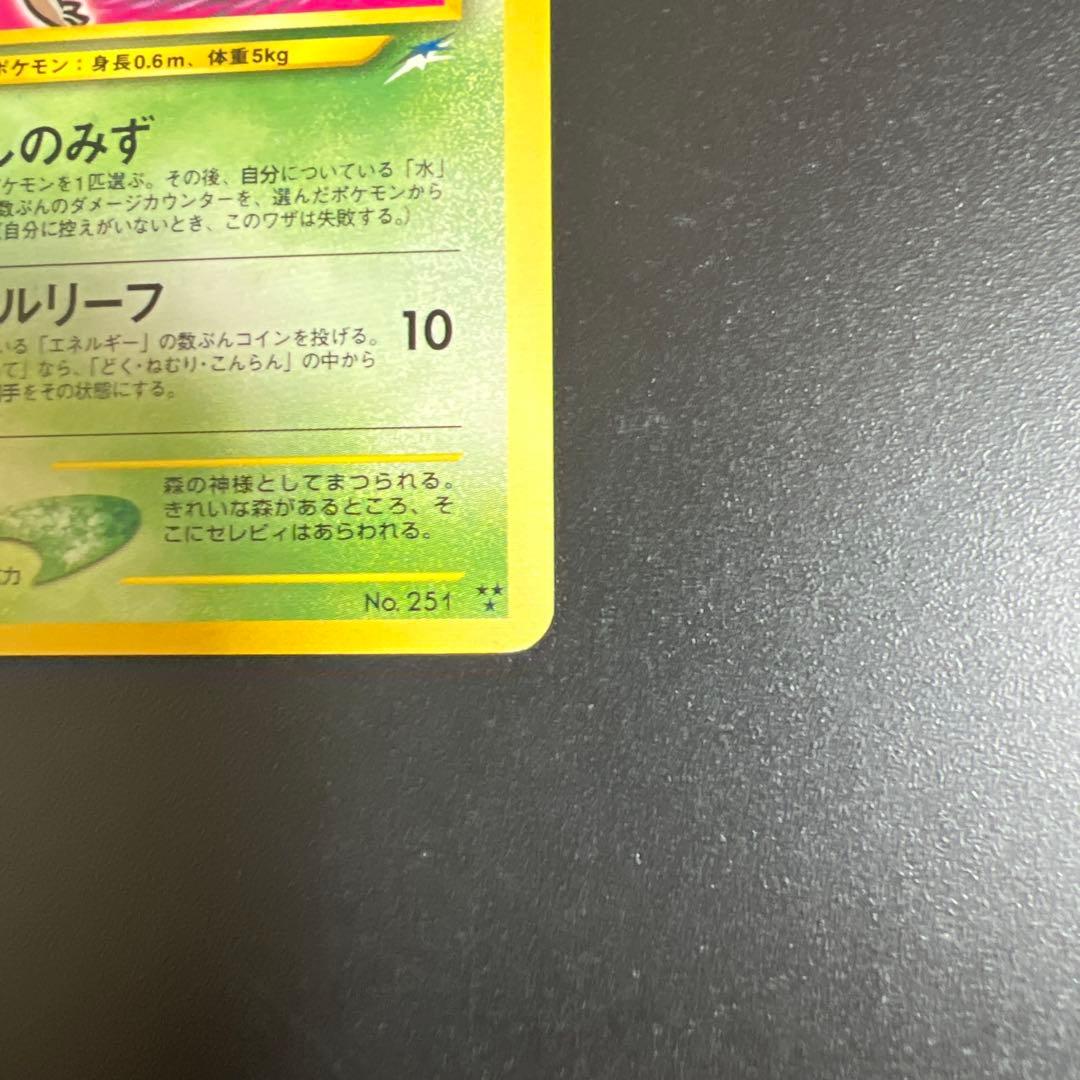 ポケモン：身長0.6m、体重5kg
しのみず
ケモンを1匹選ぶ。その後、自分についている「水」
数ぶんのダメージカウンターを、選んだポケモンから
自分に控えがいないとき、このワザは失敗する。）
ルリーフ
10
いる「エネルギー」の数ぶんコインを投げる。
て」なら、「どく・ねむり・こんらん」の中から
手をその状態にする。
森の神様としてまつられる。
きれいな森があるところ、そ
こにセレビィはあらわれる。
力
No. 251